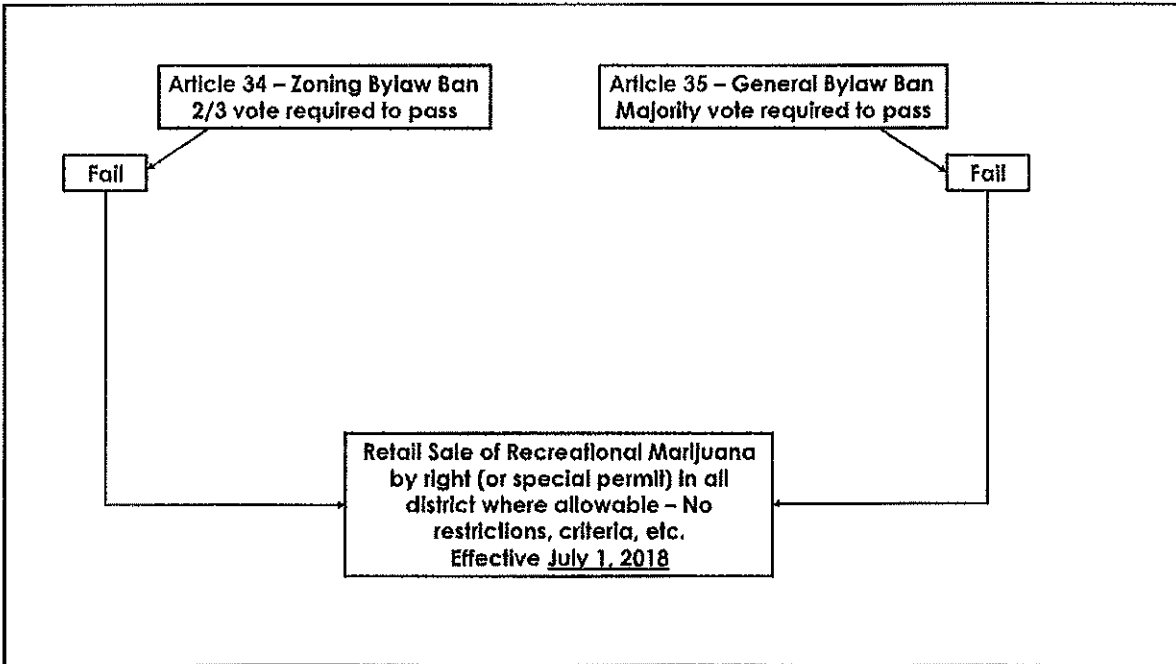 Article 34 – Zoning Bylaw Ban
2/3 vote required to pass
Article 35 – General Bylaw Ban
Majority vote required to pass
Fail
Fail
Retail Sale of Recreational Marijuana
by right (or special permit) in all
district where allowable – No
restrictions, criteria, etc.
Effective July 1, 2018